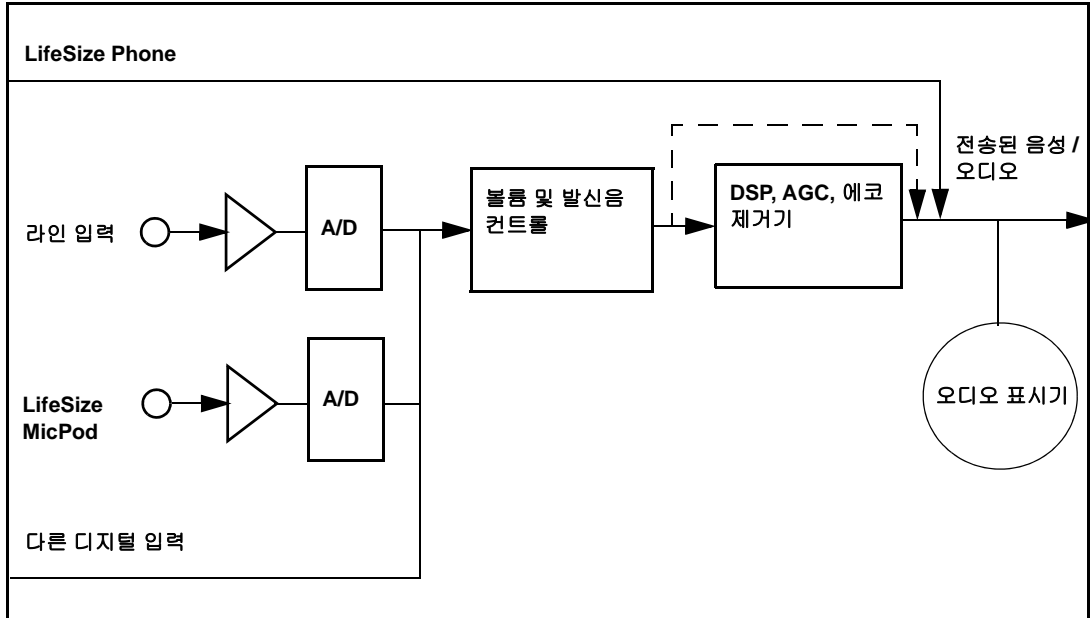 LifeSize Phone
전송된 음성 /
오디오
볼륨 및 발신음
컨트롤
DSP, AGC, 에코
제거기
라인 입력
A/D
LifeSize
MicPod
A/D
오디오 표시기
다른 디지털 입력